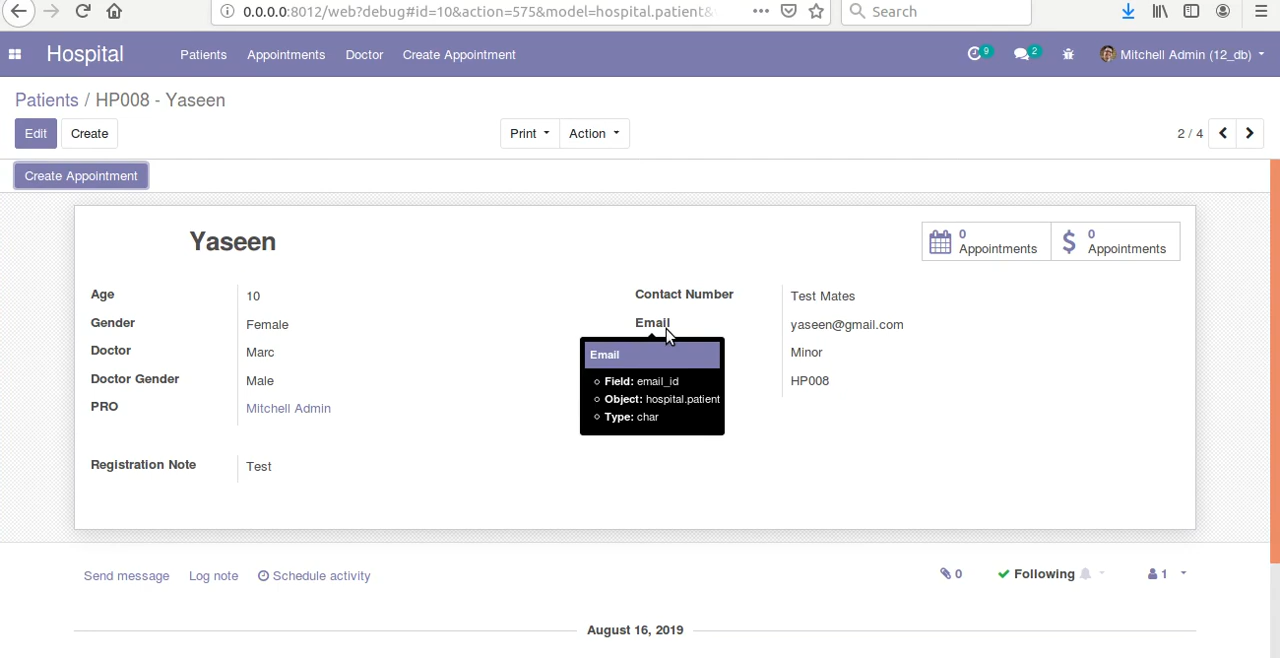 0.0.0.0:8012/web?debug#id=10&action=575&model=hospital.patient&
Search
Hospital
Patients
Appointments
Doctor
Create Appointment
9
2
Mitchell Admin (12_db)
Patients / HP008 - Yaseen
Edit
Create
Print
Action
2 / 4
Create Appointment
Yaseen
0
Appointments
$
0
Appointments
Age
10
Contact Number
Test Mates
Gender
Female
Email
yaseen@gmail.com
Doctor
Marc
Minor
Doctor Gender
Male
HP008
PRO
Mitchell Admin
Email
Field: email_id
Object: hospital.patient
Type: char
Registration Note
Test
Send message
Log note
Schedule activity
0
Following
1
August 16, 2019